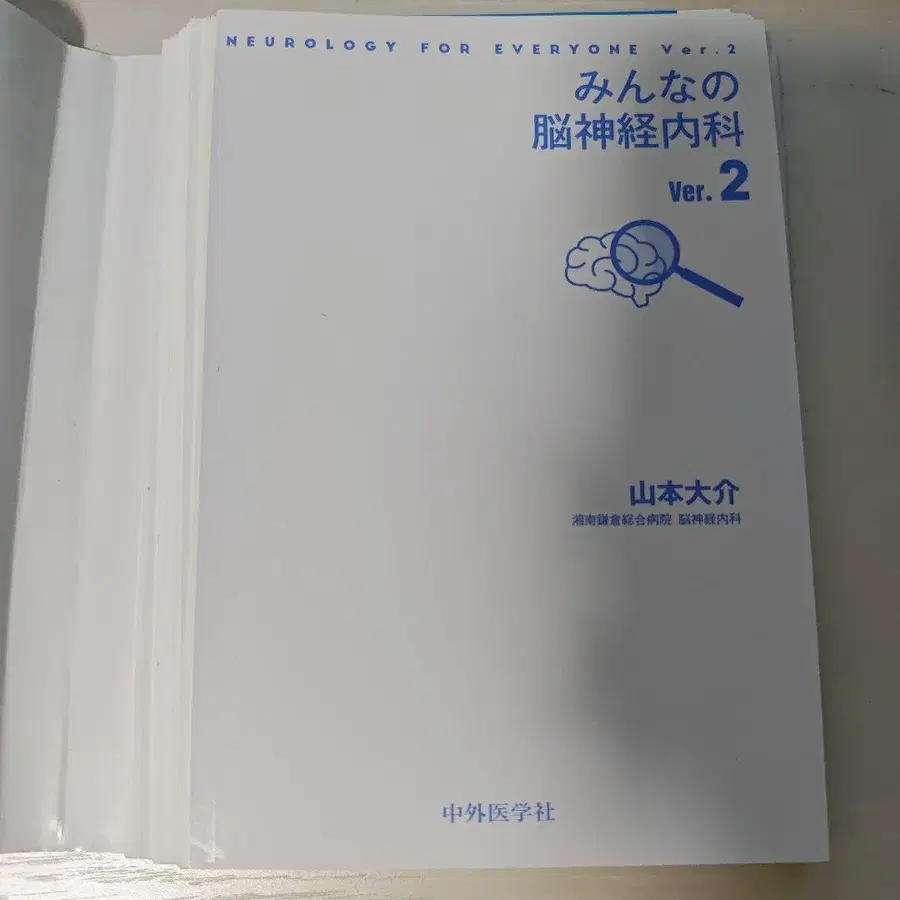 NEUROLOGY FOR EVERYONE Ver.2
みんなの
脳神経内科
Ver. 2
山本大介
湘南鎌倉総合病院 脳神経内科
中外医学社